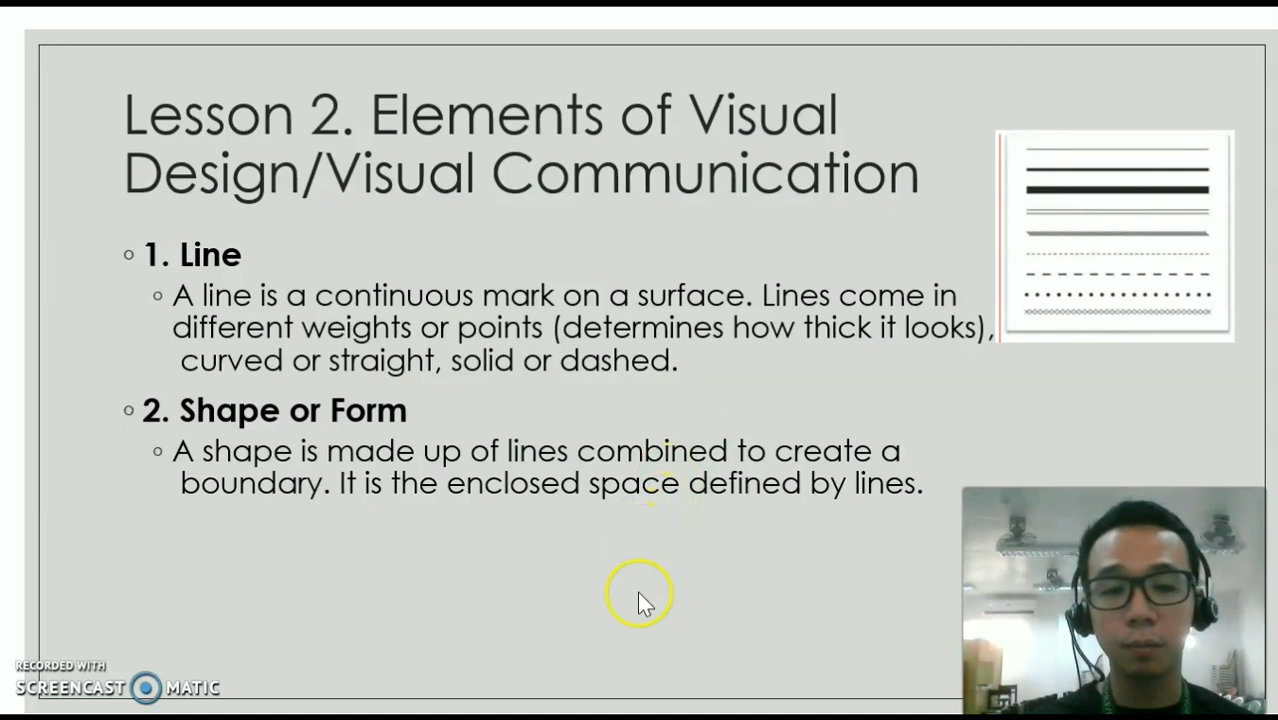 Lesson 2. Elements of Visual
Design/Visual Communication
1. Line
A line is a continuous mark on a surface. Lines come in
different weights or points (determines how thick it looks),
curved or straight, solid or dashed.
2. Shape or Form
A shape is made up of lines combined to create a
boundary. It is the enclosed space defined by lines.
RECORDED WITH
SCREENCAST MATIC